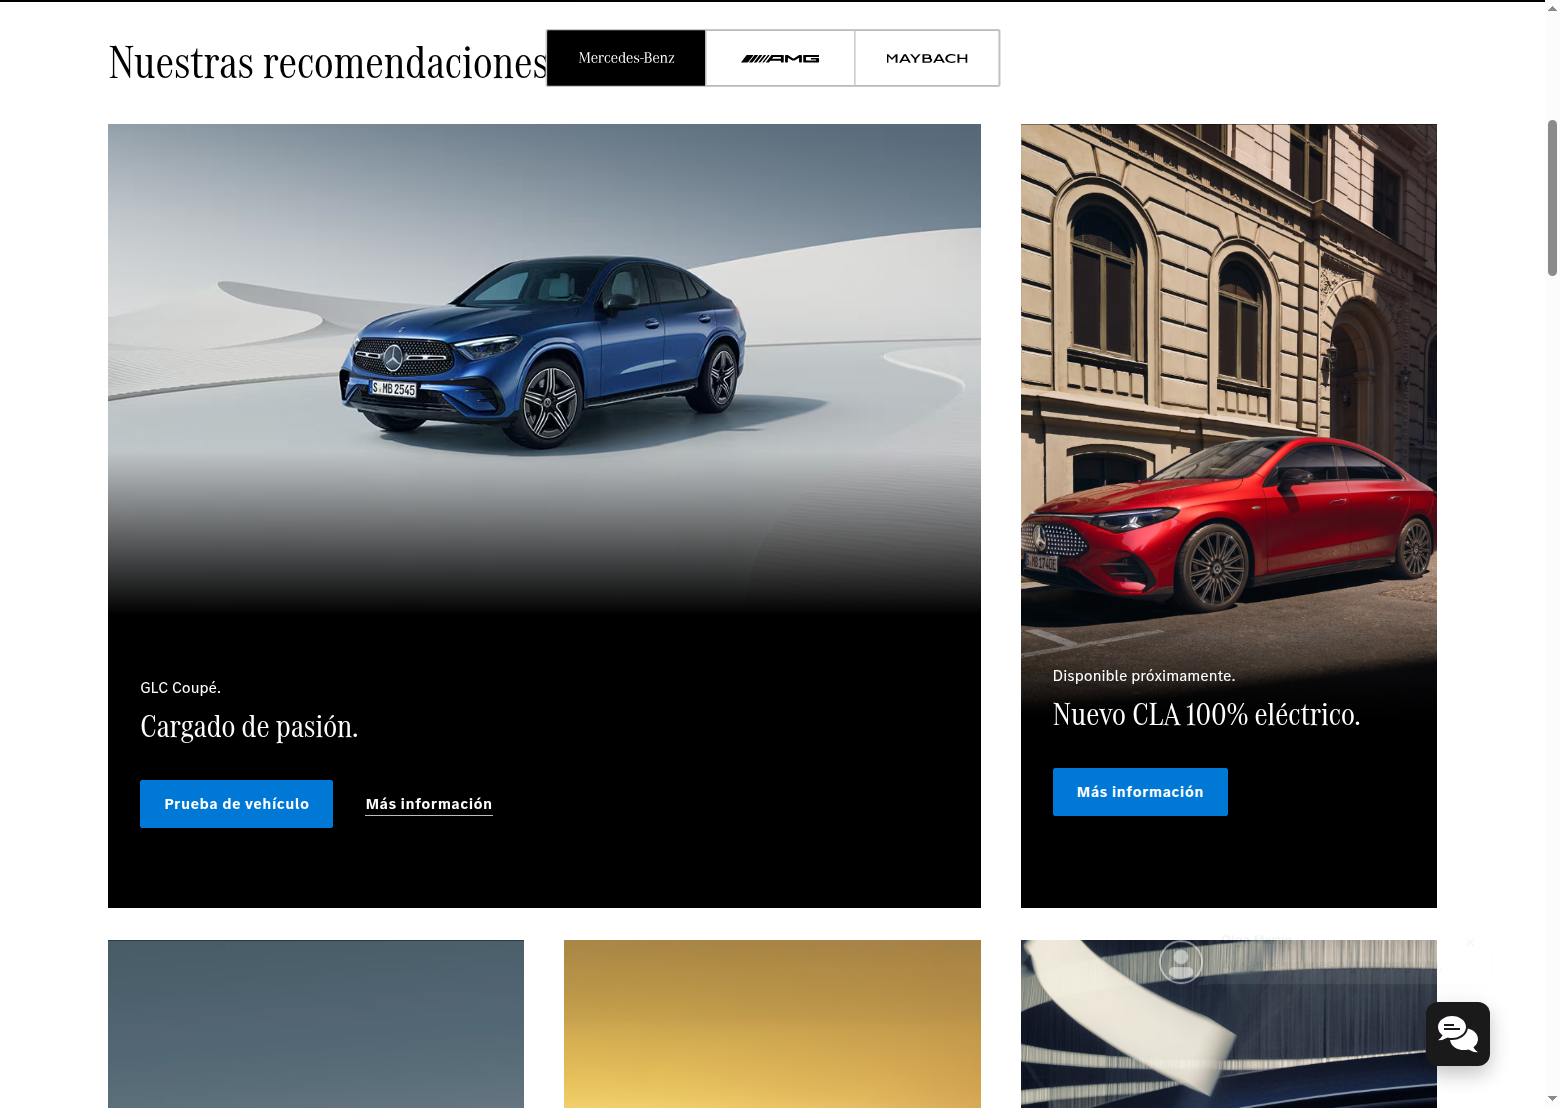 Nuestras recomendaciones
Mercedes-Benz
AMG
MAYBACH
S MB 2545
GLC Coupé.
Cargado de pasión.
Prueba de vehículo
Más información
Disponible próximamente.
Nuevo CLA 100% eléctrico.
Más información